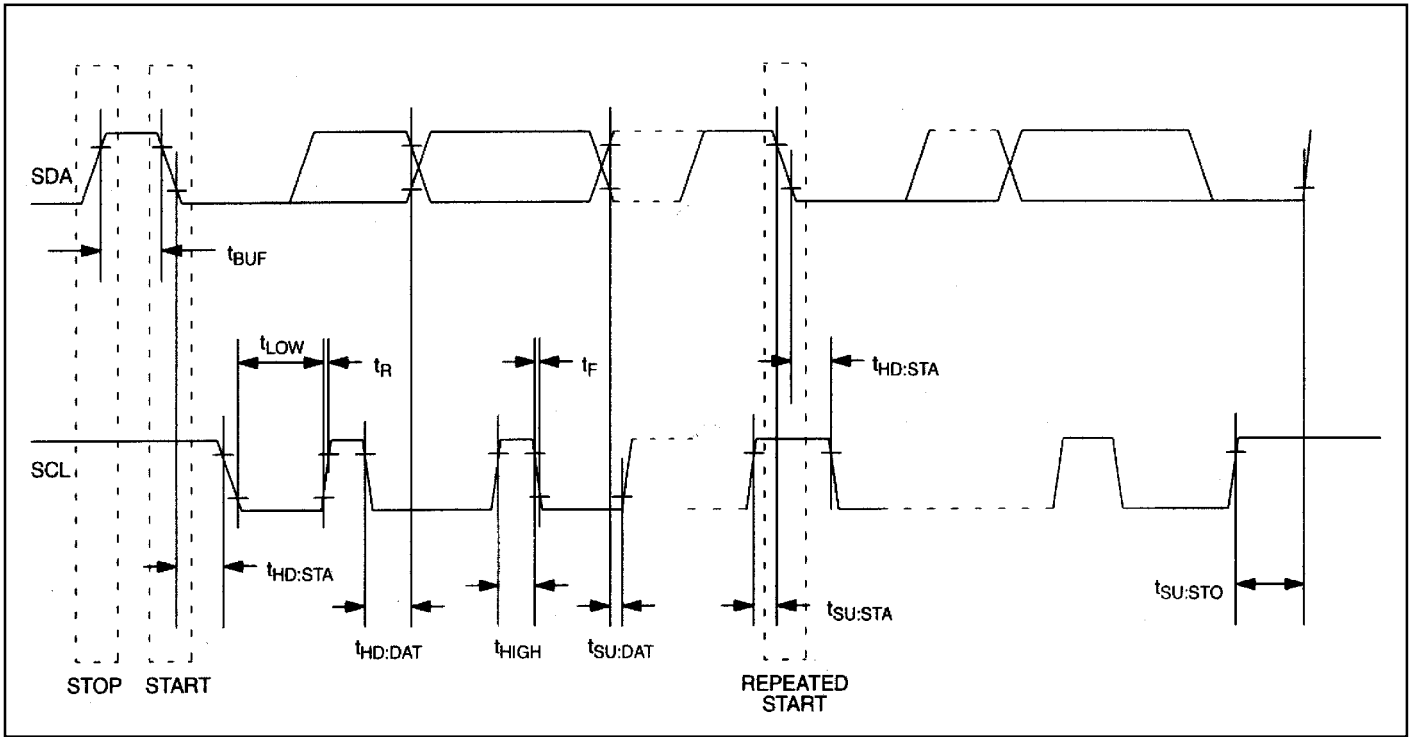 SDA
tBUF
tLOW
tR
tF
tHD:STA
SCL
tHD:STA
tSU:STO
tSU:STA
tHD:DAT
tHIGH
tSU:DAT
STOP
START
REPEATED
START